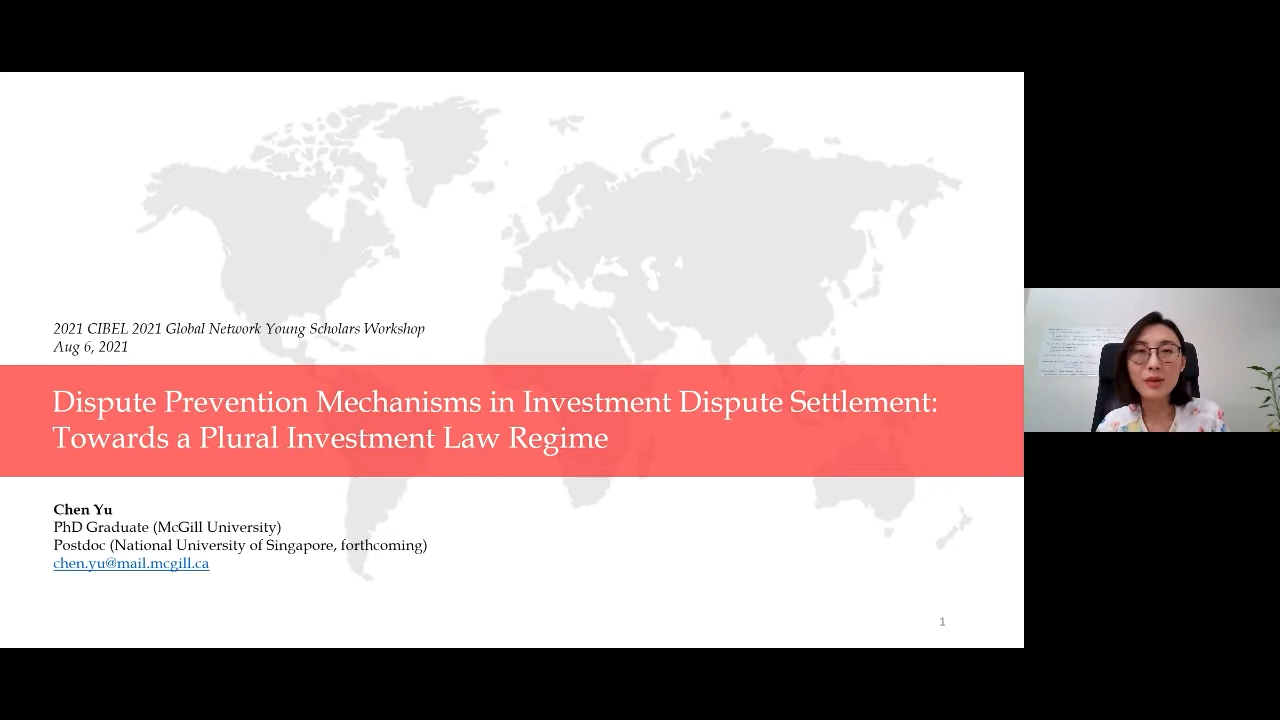 2021 CIBEL 2021 Global Network Young Scholars Workshop
Aug 6, 2021
Dispute Prevention Mechanisms in Investment Dispute Settlement:
Towards a Plural Investment Law Regime
Chen Yu
PhD Graduate (McGill University)
Postdoc (National University of Singapore, forthcoming)
chen.yu@mail.mcgill.ca
1